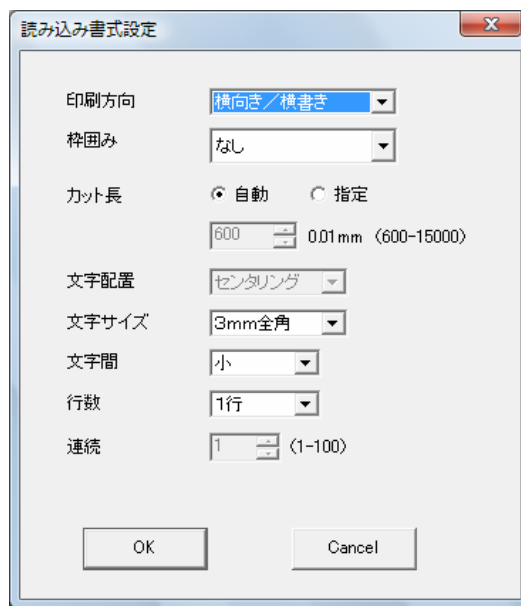 読み込み書式設定
印刷方向 横向き／横書き
枠囲み なし
カット長 自動 指定
600 0.01mm (600-15000)
文字配置 センタリング
文字サイズ 3mm全角
文字間 小
行数 1行
連続 1 (1-100)
OK Cancel